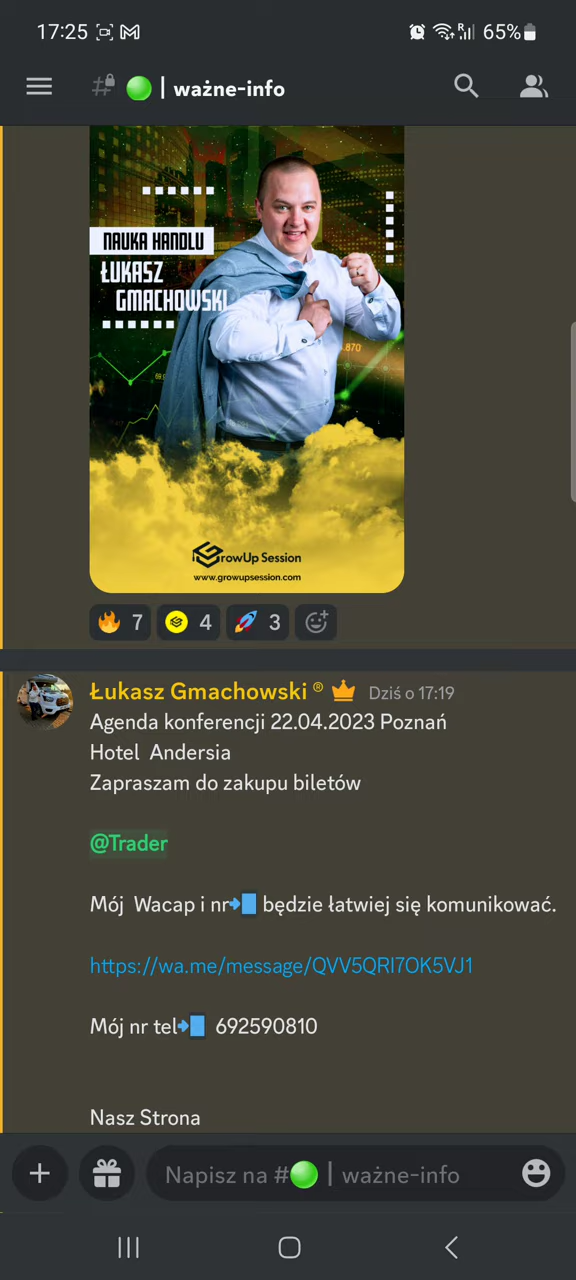 17:25
65%
# | ważne-info
NAUKA HANDLU
ŁUKASZ
GMACHOWSKI
.870
GrowUp Session
www.growupsession.com
7 4 3
Łukasz Gmachowski ® Dziś o 17:19
Agenda konferencji 22.04.2023 Poznań
Hotel Andersia
Zapraszam do zakupu biletów
@Trader
Mój Wacap i nr📲 będzie łatwiej się komunikować.
https://wa.me/message/QVV5QRI7OK5VJ1
Mój nr tel📲 692590810
Nasz Strona
Napisz na #🟢 | ważne-info